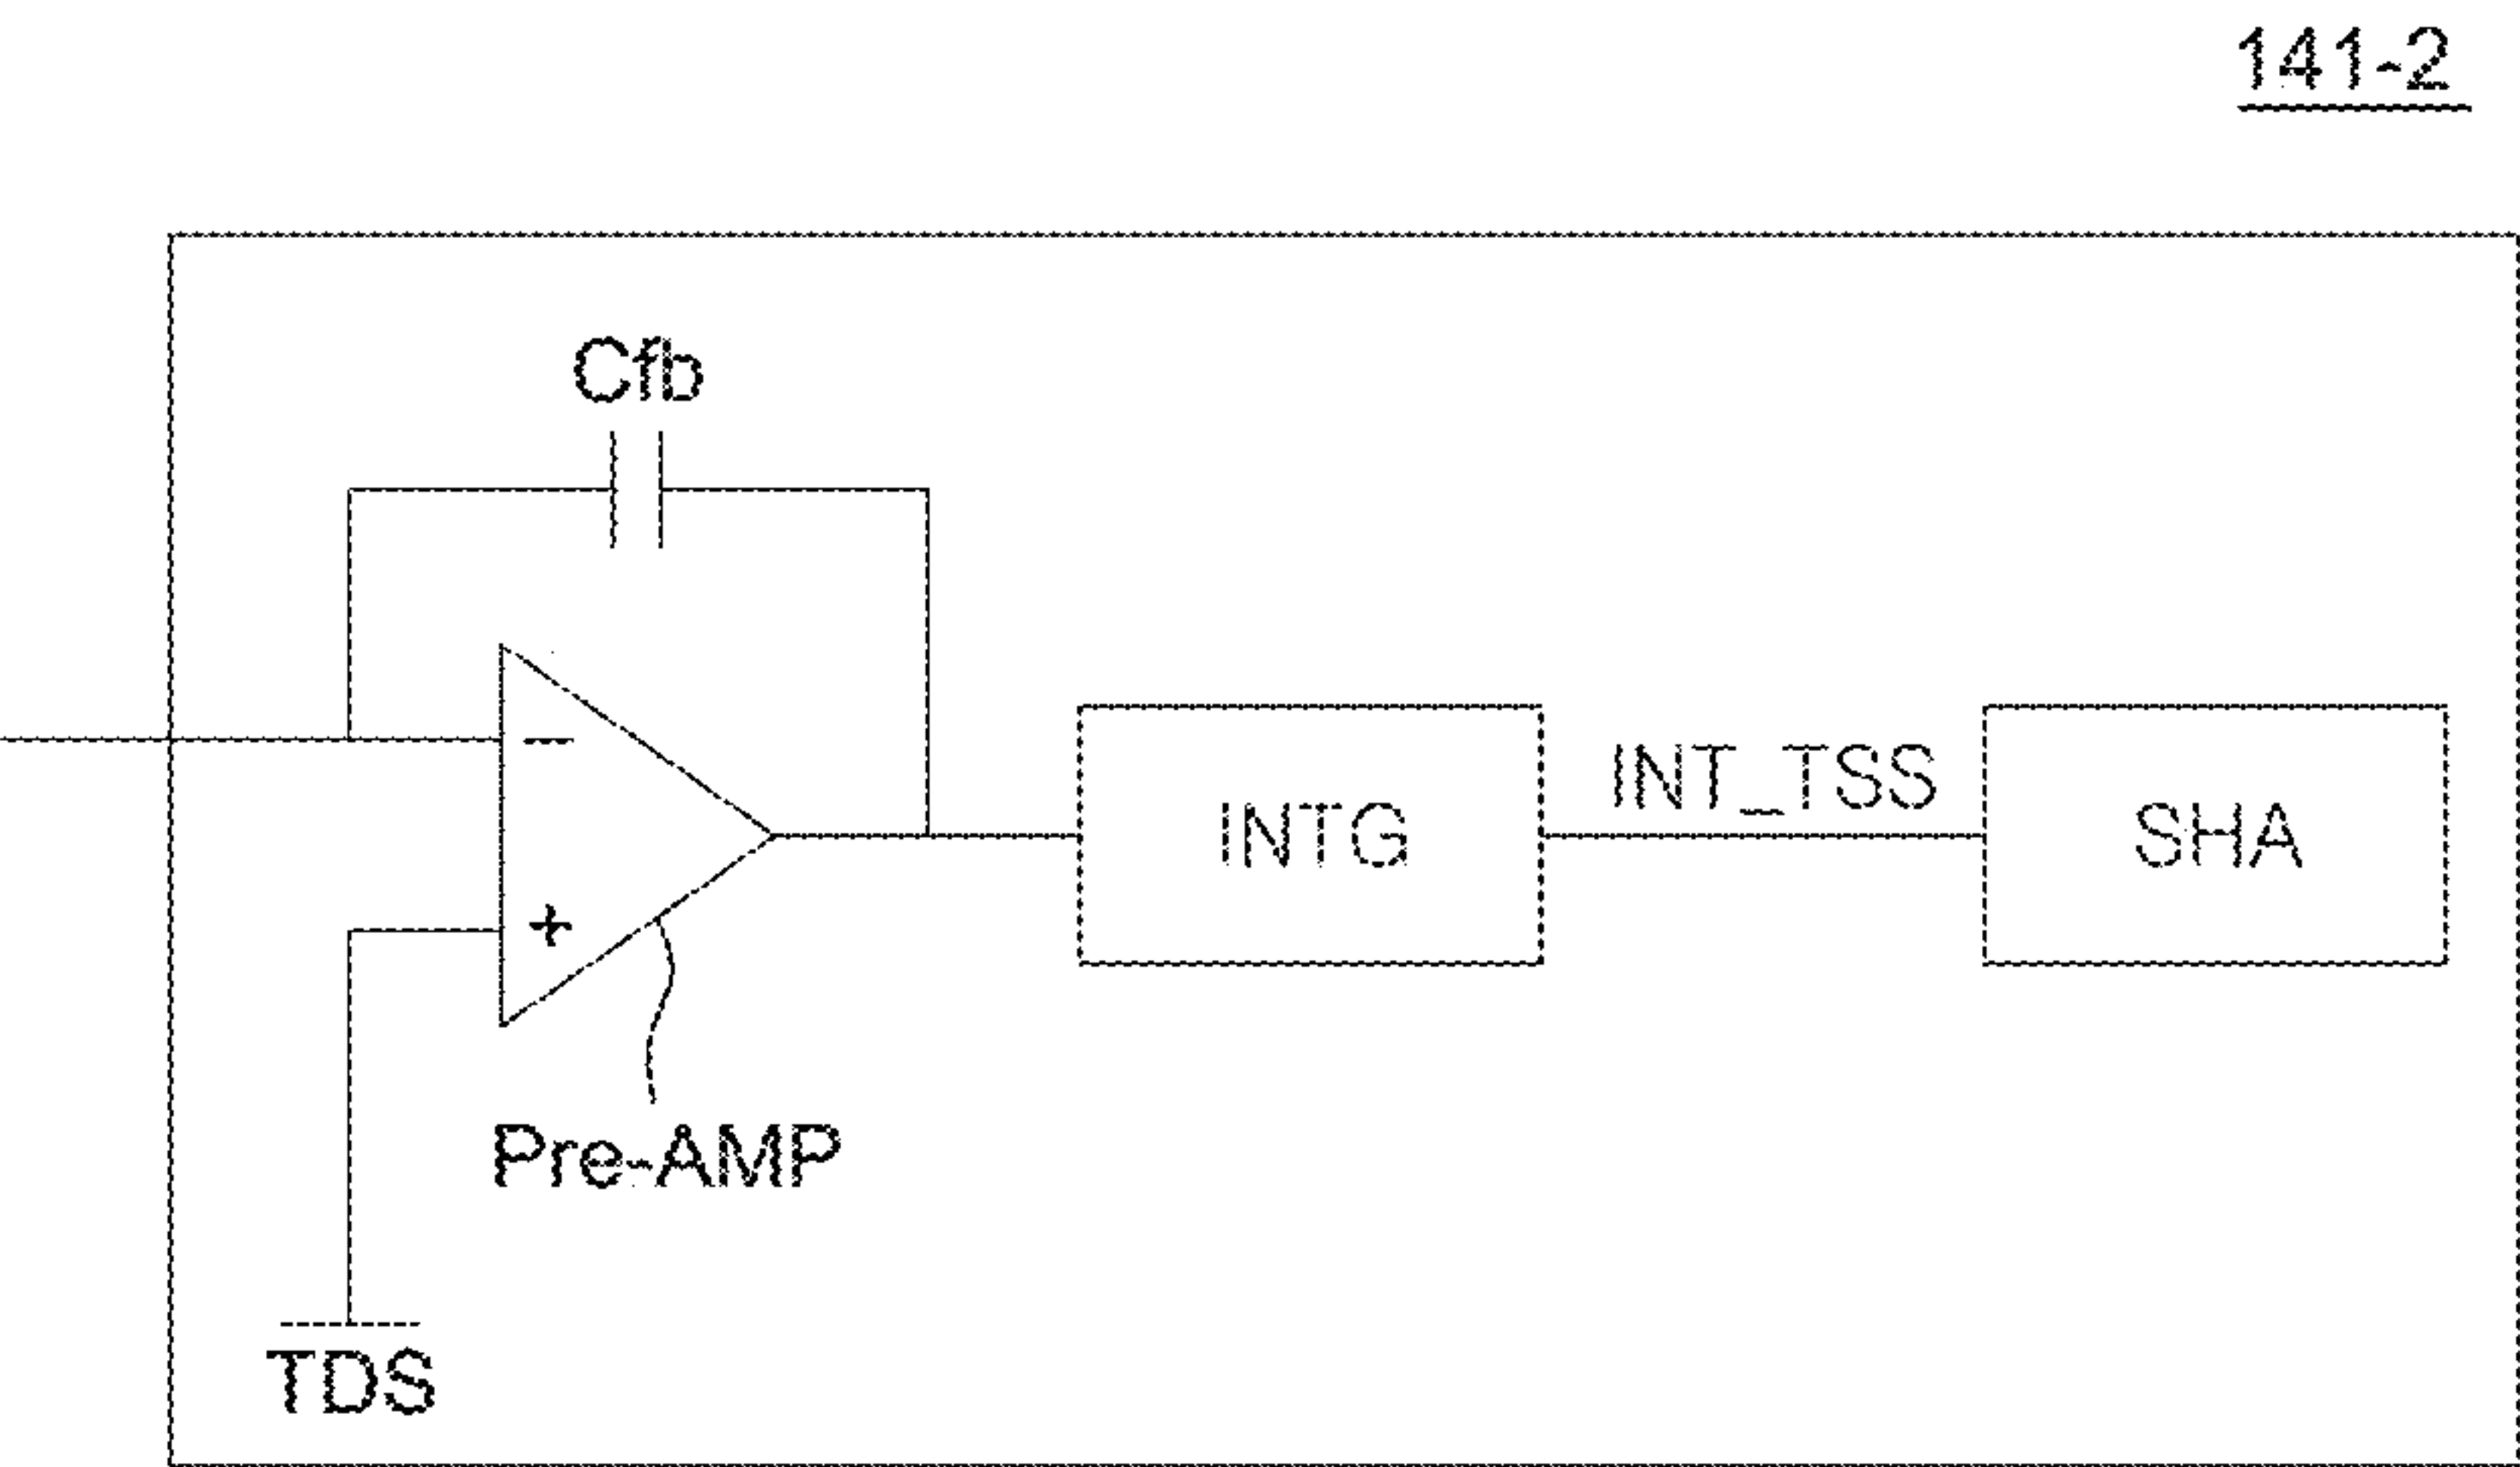 141-2
Cfb
−
INT_TSS
INTG
SHA
+
Pre-AMP
TDS